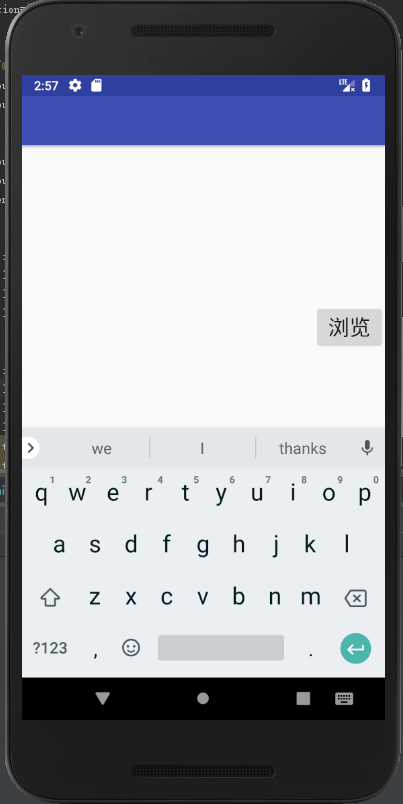 2:57 LTE
浏览
we I thanks
1 2 3 4 5 6 7 8 9 0
q w e r t y u i o p
a s d f g h j k l
z x c v b n m
?123 , .